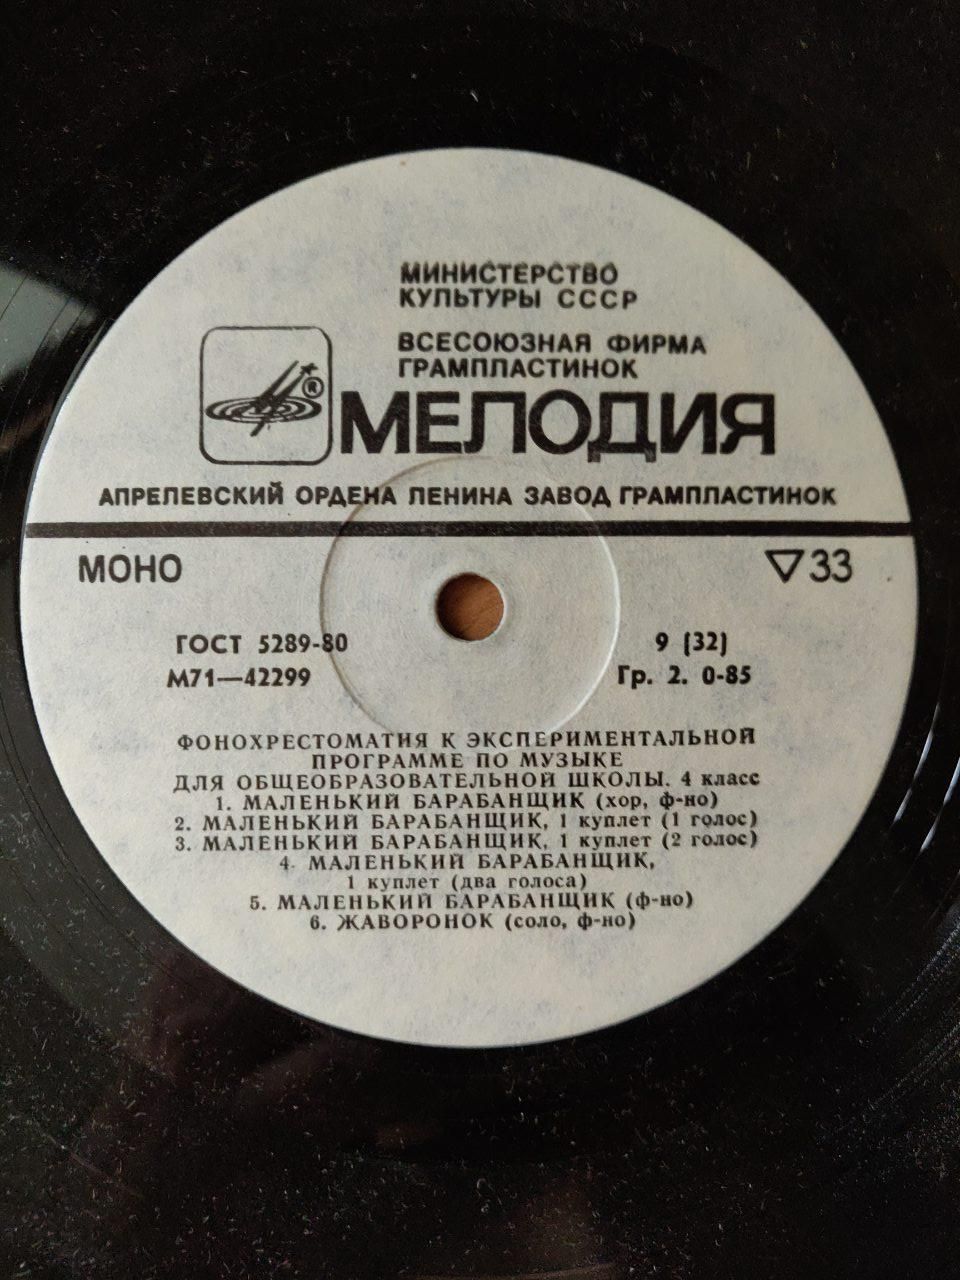 МИНИСТЕРСТВО
КУЛЬТУРЫ СССР
ВСЕСОЮЗНАЯ ФИРМА
ГРАМПЛАСТИНОК
®
МЕЛОДИЯ
АПРЕЛЕВСКИЙ ОРДЕНА ЛЕНИНА ЗАВОД ГРАМПЛАСТИНОК
МОНО ▽33
ГОСТ 5289-80 9 (32)
М71—42299 Гр. 2. 0-85
ФОНОХРЕСТОМАТИЯ К ЭКСПЕРИМЕНТАЛЬНОЙ
ПРОГРАММЕ ПО МУЗЫКЕ
ДЛЯ ОБЩЕОБРАЗОВАТЕЛЬНОЙ ШКОЛЫ. 4 класс
1. МАЛЕНЬКИЙ БАРАБАНЩИК (хор, ф-но)
2. МАЛЕНЬКИЙ БАРАБАНЩИК, 1 куплет (1 голос)
3. МАЛЕНЬКИЙ БАРАБАНЩИК, 1 куплет (2 голос)
4. МАЛЕНЬКИЙ БАРАБАНЩИК,
1 куплет (два голоса)
5. МАЛЕНЬКИЙ БАРАБАНЩИК (ф-но)
6. ЖАВОРОНОК (соло, ф-но)